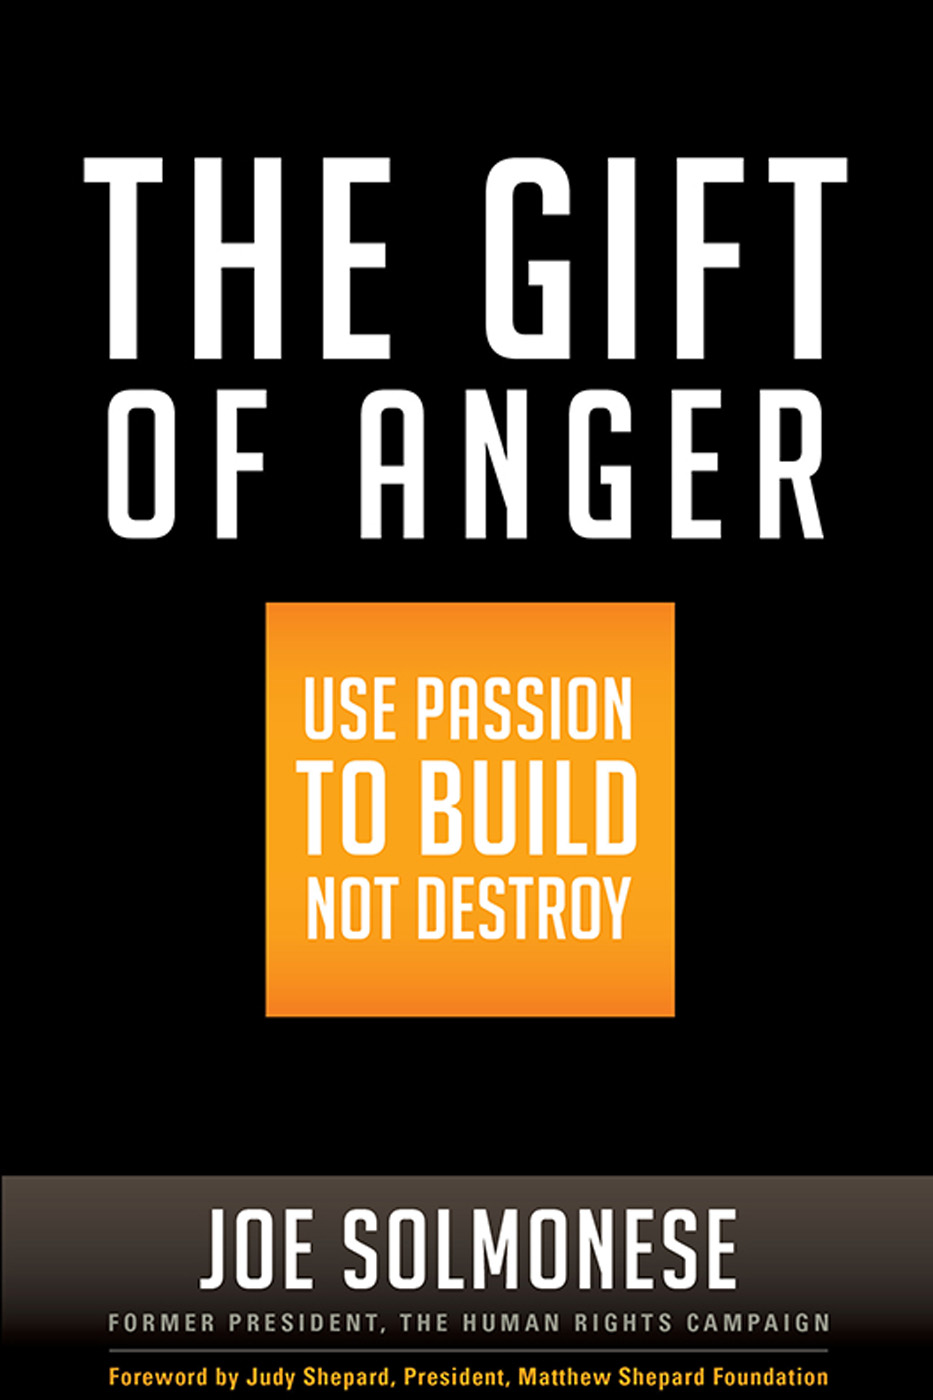 THE GIFT
OF ANGER
USE PASSION
TO BUILD
NOT DESTROY
JOE SOLMONESE
FORMER PRESIDENT, THE HUMAN RIGHTS CAMPAIGN
Foreword by Judy Shepard, President, Matthew Shepard Foundation